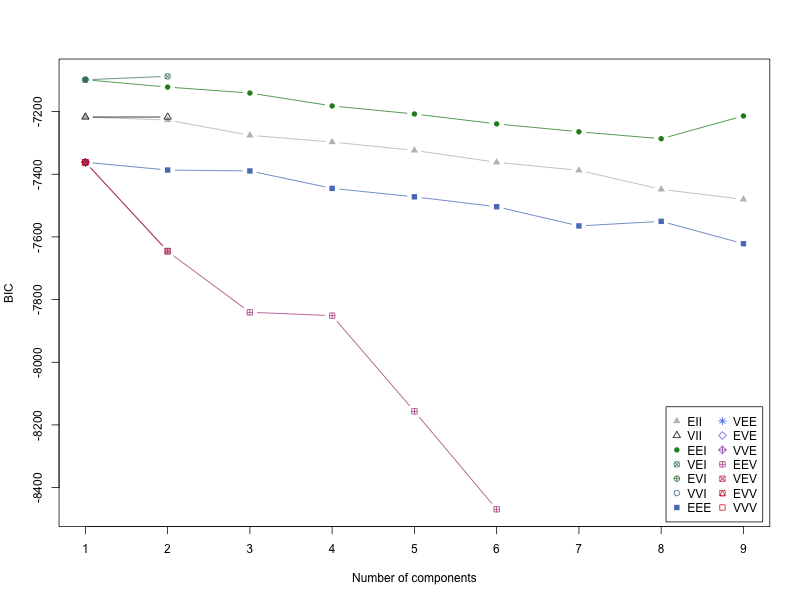 BIC
-7200
-7400
-7600
-7800
-8000
-8200
-8400
1 2 3 4 5 6 7 8 9
Number of components
EII VEE
VII EVE
EEI VVE
VEI EEV
EVI VEV
VVI EVV
EEE VVV